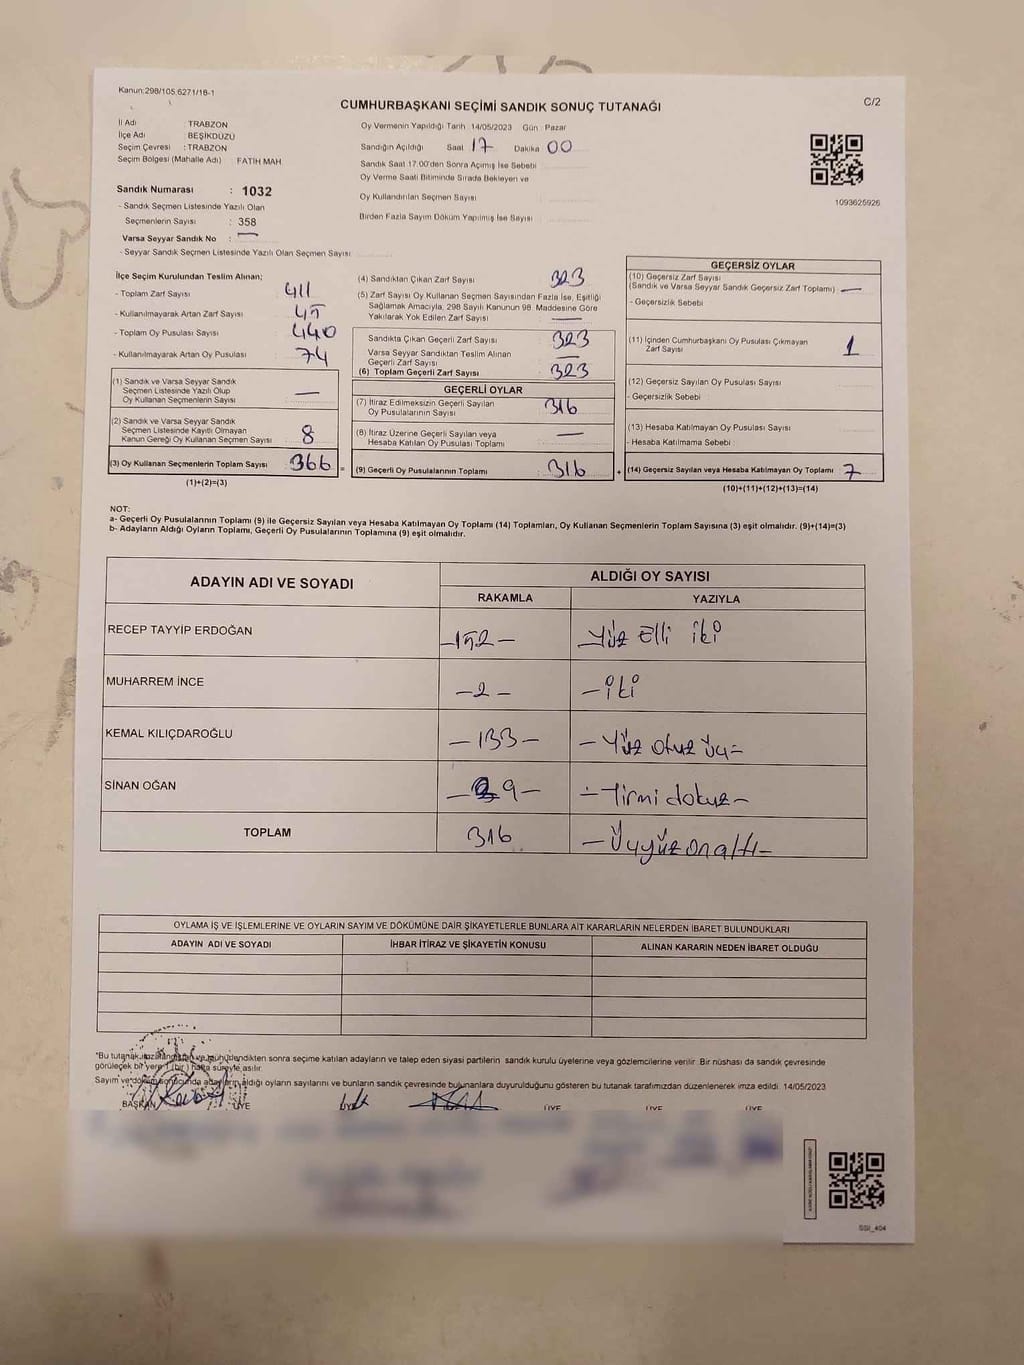 Kanun:298/105,6271/18-1
C/2
CUMHURBAŞKANI SEÇİMİ SANDIK SONUÇ TUTANAĞI
İl Adı : TRABZON
İlçe Adı BEŞİKDÜZÜ
Seçim Çevresi : TRABZON
Seçim Bölgesi (Mahalle Adı) FATİH MAH
Sandık Numarası : 1032
- Sandık Seçmen Listesinde Yazılı Olan
Seçmenlerin Sayısı : 358
Varsa Seyyar Sandık No : —
- Seyyar Sandık Seçmen Listesinde Yazılı Olan Seçmen Sayısı
Oy Vermenin Yapıldığı Tarih 14/05/2023 Gün : Pazar
Sandığın Açıldığı Saat 17 Dakika 00
Sandık Saat 17.00'den Sonra Açılmış İse Sebebi
Oy Verme Saati Bitiminde Sırada Bekleyen ve
Oy Kullandırılan Seçmen Sayısı
Birden Fazla Sayım Döküm Yapılmış İse Sayısı
1093625926
İlçe Seçim Kurulundan Teslim Alınan;
- Toplam Zarf Sayısı 411
- Kullanılmayarak Artan Zarf Sayısı 45
- Toplam Oy Pusulası Sayısı 440
- Kullanılmayarak Artan Oy Pusulası 74
(1) Sandık ve Varsa Seyyar Sandık
Seçmen Listesinde Yazılı Olup
Oy Kullanan Seçmenlerin Sayısı —
(2) Sandık ve Varsa Seyyar Sandık
Seçmen Listesinde Kayıtlı Olmayan
Kanun Gereği Oy Kullanan Seçmen Sayısı 8
(3) Oy Kullanan Seçmenlerin Toplam Sayısı 366 =
(1)+(2)=(3)
(4) Sandıktan Çıkan Zarf Sayısı 323
(5) Zarf Sayısı Oy Kullanan Seçmen Sayısından Fazla İse, Eşitliği
Sağlamak Amacıyla, 298 Sayılı Kanunun 98. Maddesine Göre
Yakılarak Yok Edilen Zarf Sayısı —
Sandıkta Çıkan Geçerli Zarf Sayısı 323
Varsa Seyyar Sandıktan Teslim Alınan
Geçerli Zarf Sayısı —
(6) Toplam Geçerli Zarf Sayısı 323
GEÇERLİ OYLAR
(7) İtiraz Edilmeksizin Geçerli Sayılan
Oy Pusulalarının Sayısı 316
(8) İtiraz Üzerine Geçerli Sayılan veya
Hesaba Katılan Oy Pusulası Toplamı —
(9) Geçerli Oy Pusulalarının Toplamı : 316 +
GEÇERSİZ OYLAR
(10) Geçersiz Zarf Sayısı
(Sandık ve Varsa Seyyar Sandık Geçersiz Zarf Toplamı) : —
- Geçersizlik Sebebi
(11) İçinden Cumhurbaşkanı Oy Pusulası Çıkmayan
Zarf Sayısı 1
(12) Geçersiz Sayılan Oy Pusulası Sayısı
- Geçersizlik Sebebi
(13) Hesaba Katılmayan Oy Pusulası Sayısı
- Hesaba Katılmama Sebebi :
(14) Geçersiz Sayılan veya Hesaba Katılmayan Oy Toplamı 7
(10)+(11)+(12)+(13)=(14)
NOT:
a- Geçerli Oy Pusulalarının Toplamı (9) ile Geçersiz Sayılan veya Hesaba Katılmayan Oy Toplamı (14) Toplamları, Oy Kullanan Seçmenlerin Toplam Sayısına (3) eşit olmalıdır. (9)+(14)=(3)
b- Adayların Aldığı Oyların Toplamı, Geçerli Oy Pusulalarının Toplamına (9) eşit olmalıdır.
ADAYIN ADI VE SOYADI ALDIĞI OY SAYISI
RAKAMLA YAZIYLA
RECEP TAYYİP ERDOĞAN —152— —Yüz Elli iki
MUHARREM İNCE —2— —iki
KEMAL KILIÇDAROĞLU —133— —Yüz otuz üç—
SİNAN OĞAN —29— —Yirmi dokuz—
TOPLAM 316 —Üçyüz on altı—
OYLAMA İŞ VE İŞLEMLERİNE VE OYLARIN SAYIM VE DÖKÜMÜNE DAİR ŞİKAYETLERLE BUNLARA AİT KARARLARIN NELERDEN İBARET BULUNDUKLARI
ADAYIN ADI VE SOYADI İHBAR İTİRAZ VE ŞİKAYETİN KONUSU ALINAN KARARIN NEDEN İBARET OLDUĞU
"Bu tutanak imzalandıktan ve mühürlendikten sonra seçime katılan adayların ve talep eden siyasi partilerin sandık kurulu üyelerine veya gözlemcilerine verilir. Bir nüshası da sandık çevresinde
görülecek bir yere 1 (bir) hafta süreyle asılır.
Sayım ve döküm sonucunda adayların aldığı oyların sayılarını ve bunların sandık çevresinde bulunanlara duyurulduğunu gösteren bu tutanak tarafımızdan düzenlenerek imza edildi. 14/05/2023
BAŞKAN ÜYE ÜYE ÜYE ÜYE
SSİ_404